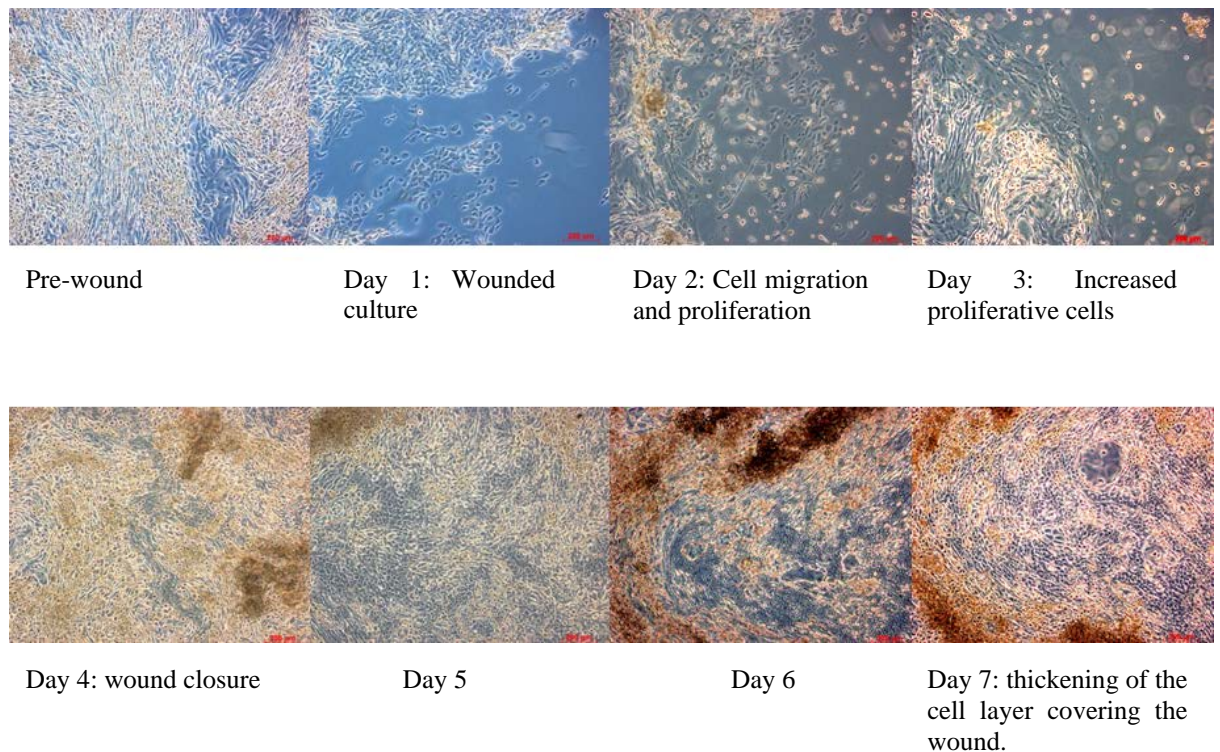 Pre-wound
Day 1: Wounded
culture
Day 2: Cell migration
and proliferation
Day 3: Increased
proliferative cells
Day 4: wound closure
Day 5
Day 6
Day 7: thickening of the
cell layer covering the
wound.